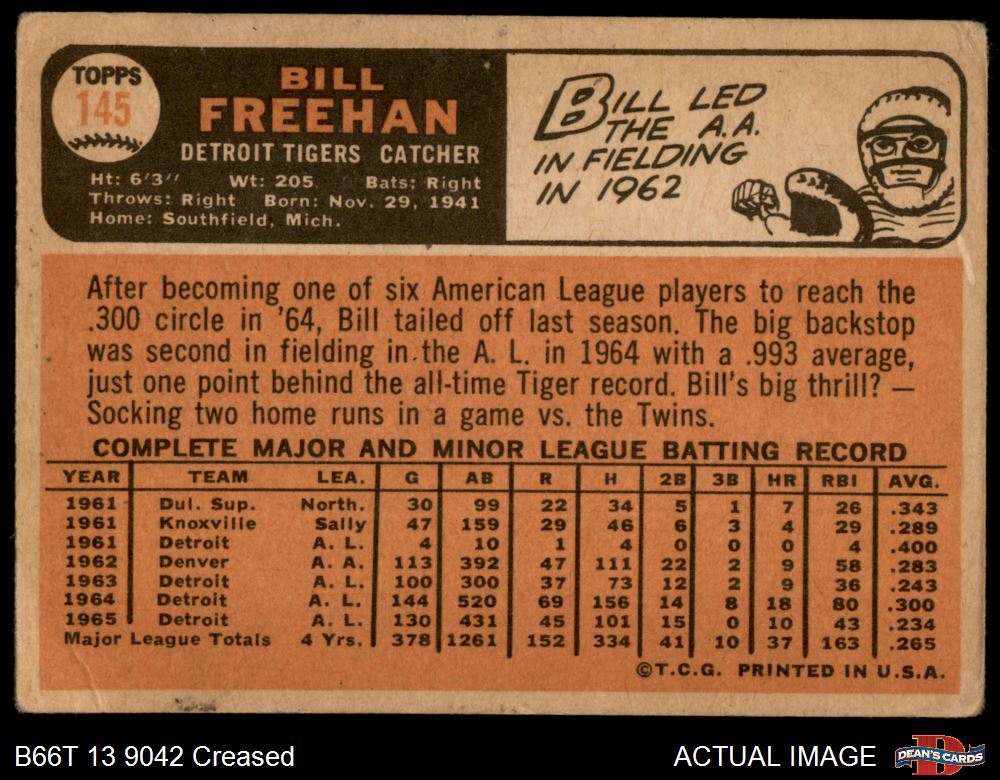 TOPPS
145
BILL
FREEHAN
DETROIT TIGERS CATCHER
Ht: 6'3" Wt: 205 Bats: Right
Throws: Right Born: Nov. 29, 1941
Home: Southfield, Mich.
BILL LED
THE A.A.
IN FIELDING
IN 1962
After becoming one of six American League players to reach the
.300 circle in '64, Bill tailed off last season. The big backstop
was second in fielding in the A. L. in 1964 with a .993 average,
just one point behind the all-time Tiger record. Bill's big thrill? —
Socking two home runs in a game vs. the Twins.
COMPLETE MAJOR AND MINOR LEAGUE BATTING RECORD
YEAR TEAM LEA. G AB R H 2B 3B HR RBI AVG.
1961 Dul. Sup. North. 30 99 22 34 5 1 7 26 .343
1961 Knoxville Sally 47 159 29 46 6 3 4 29 .289
1961 Detroit A. L. 4 10 1 4 0 0 0 4 .400
1962 Denver A. A. 113 392 47 111 22 2 9 58 .283
1963 Detroit A. L. 100 300 37 73 12 2 9 36 .243
1964 Detroit A. L. 144 520 69 156 14 8 18 80 .300
1965 Detroit A. L. 130 431 45 101 15 0 10 43 .234
Major League Totals 4 Yrs. 378 1261 152 334 41 10 37 163 .265
©T.C.G. PRINTED IN U.S.A.
B66T 13 9042 Creased
ACTUAL IMAGE
DEAN'S CARDS